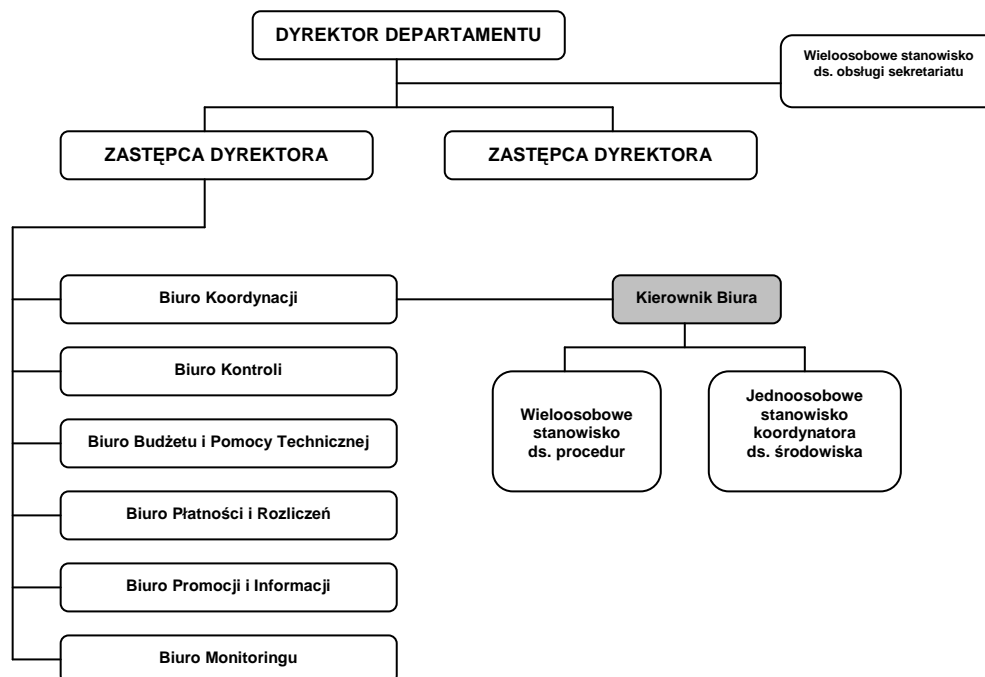 DYREKTOR DEPARTAMENTU
Wieloosobowe stanowisko
ds. obsługi sekretariatu
ZASTĘPCA DYREKTORA
ZASTĘPCA DYREKTORA
Biuro Koordynacji
Kierownik Biura
Biuro Kontroli
Wieloosobowe
stanowisko
ds. procedur
Jednoosobowe
stanowisko
koordynatora
ds. środowiska
Biuro Budżetu i Pomocy Technicznej
Biuro Płatności i Rozliczeń
Biuro Promocji i Informacji
Biuro Monitoringu